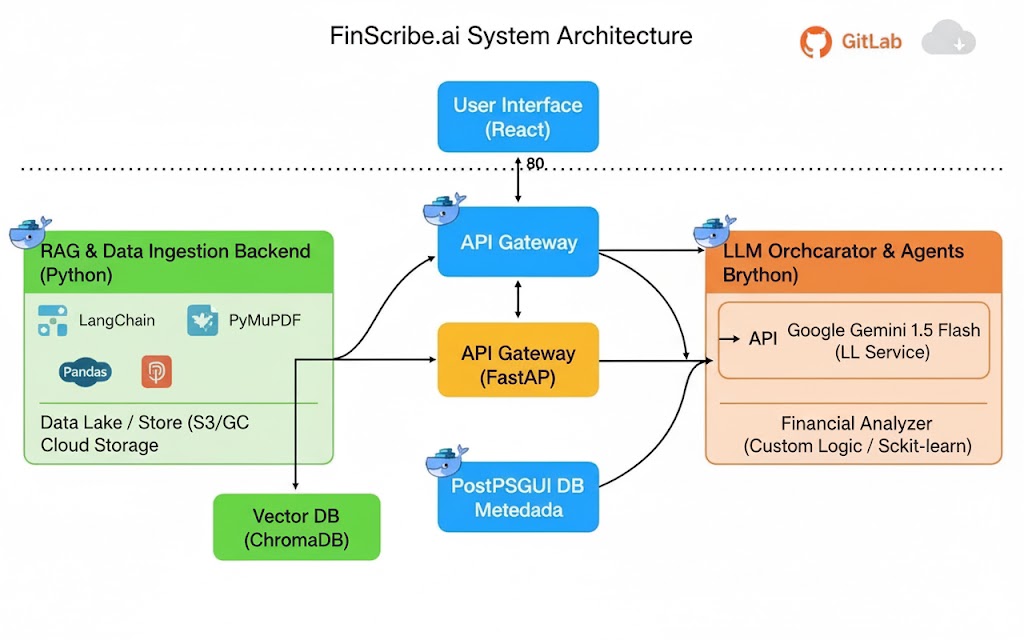 FinScribe.ai System Architecture
GitLab
User Interface
(React)
80
API Gateway
RAG & Data Ingestion Backend
(Python)
LangChain
PyMuPDF
Pandas
Data Lake / Store (S3/GC
Cloud Storage
Vector DB
(ChromaDB)
API Gateway
(FastAP)
PostPSGUI DB
Metedada
LLM Orchcarator & Agents
Brython)
API
Google Gemini 1.5 Flash
(LL Service)
Financial Analyzer
(Custom Logic / Sckit-learn)